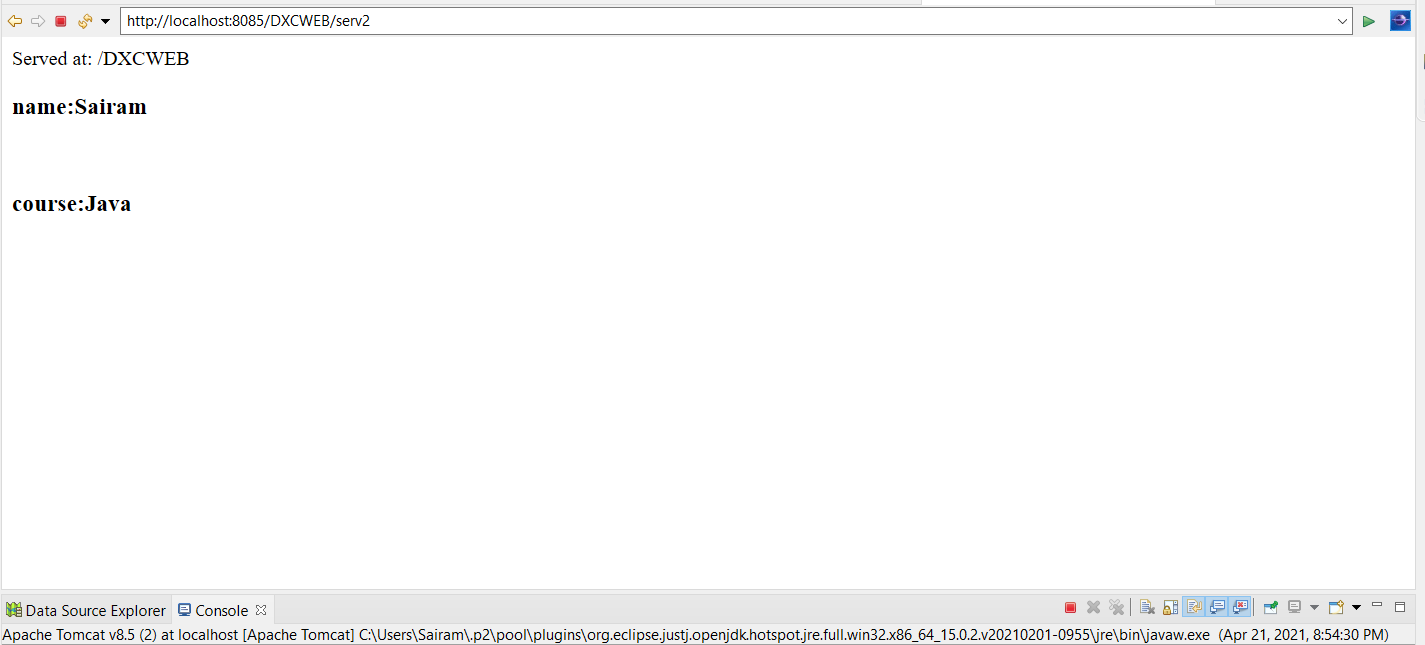 http://localhost:8085/DXCWEB/serv2
Served at: /DXCWEB
name:Sairam
course:Java
Data Source Explorer Console
Apache Tomcat v8.5 (2) at localhost [Apache Tomcat] C:\Users\Sairam\.p2\pool\plugins\org.eclipse.justj.openjdk.hotspot.jre.full.win32.x86_64_15.0.2.v20210201-0955\jre\bin\javaw.exe (Apr 21, 2021, 8:54:30 PM)